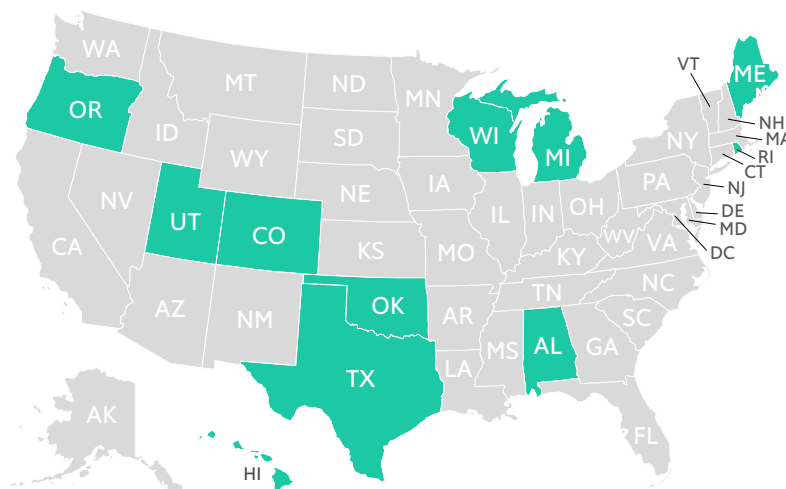 WA
MT
ND
MN
VT
ME
OR
ID
SD
WI
MI
NY
NH
MA
RI
CT
WY
NV
UT
CO
NE
IA
IL
IN
OH
PA
NJ
DE
MD
DC
CA
KS
MO
KY
WV
VA
AZ
NM
OK
AR
TN
NC
SC
TX
LA
MS
AL
GA
FL
AK
HI